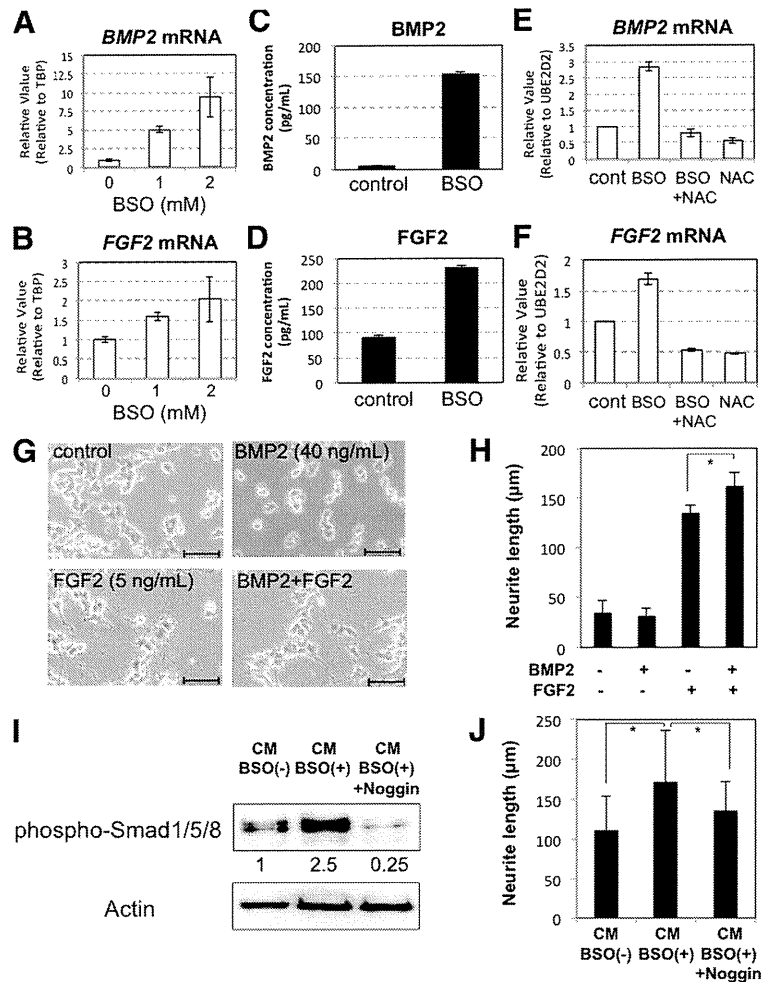 A
BMP2 mRNA
Relative Vlalue
(Relative to TBP)
15
12.5
10
7.5
5
2.5
0
0 1 2
BSO (mM)
B
FGF2 mRNA
Relative Value
(Relative to TBP)
3
2.5
2
1.5
1
0.5
0
0 1 2
BSO (mM)
C
BMP2
BMP2 concentration
(pg/mL)
200
150
100
50
0
control BSO
D
FGF2
FGF2 concentration
(pg/mL)
250
200
150
100
50
0
control BSO
E
BMP2 mRNA
Relative Value
(Relative to UBE2D2)
3.5
3
2.5
2
1.5
1
0.5
0
cont BSO BSO NAC
+NAC
F
FGF2 mRNA
Relative Value
(Relative to UBE2D2)
2
1.5
1
0.5
0
cont BSO BSO NAC
+NAC
G
control
BMP2 (40 ng/mL)
FGF2 (5 ng/mL)
BMP2+FGF2
H
Neurite length (µm)
200
150
100
50
0
*
BMP2 - + - +
FGF2 - - + +
I
CM CM CM
BSO(-) BSO(+) BSO(+)
+Noggin
phospho-Smad1/5/8
1 2.5 0.25
Actin
J
Neurite length (µm)
250
200
150
100
50
0
* *
CM CM CM
BSO(-) BSO(+) BSO(+)
+Noggin